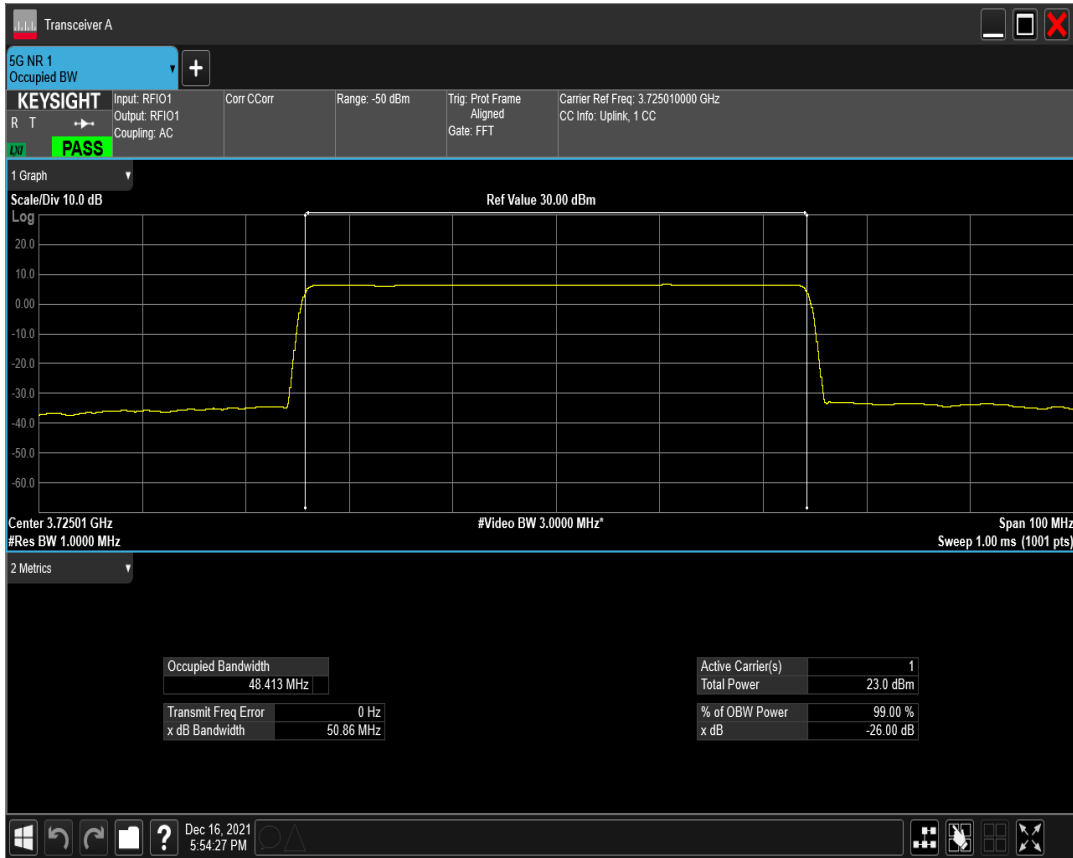 Transceiver A
5G NR 1
Occupied BW
KEYSIGHT
R T
LXI
PASS
Input: RFIO1
Output: RFIO1
Coupling: AC
Corr CCorr
Range: -50 dBm
Trig: Prot Frame
Aligned
Gate: FFT
Carrier Ref Freq: 3.725010000 GHz
CC Info: Uplink, 1 CC
1 Graph
Scale/Div 10.0 dB
Ref Value 30.00 dBm
Log
20.0
10.0
0.00
-10.0
-20.0
-30.0
-40.0
-50.0
-60.0
Center 3.72501 GHz
#Video BW 3.0000 MHz*
Span 100 MHz
#Res BW 1.0000 MHz
Sweep 1.00 ms (1001 pts)
2 Metrics
Occupied Bandwidth
48.413 MHz
Transmit Freq Error 0 Hz
x dB Bandwidth 50.86 MHz
Active Carrier(s) 1
Total Power 23.0 dBm
% of OBW Power 99.00 %
x dB -26.00 dB
?
Dec 16, 2021
5:54:27 PM